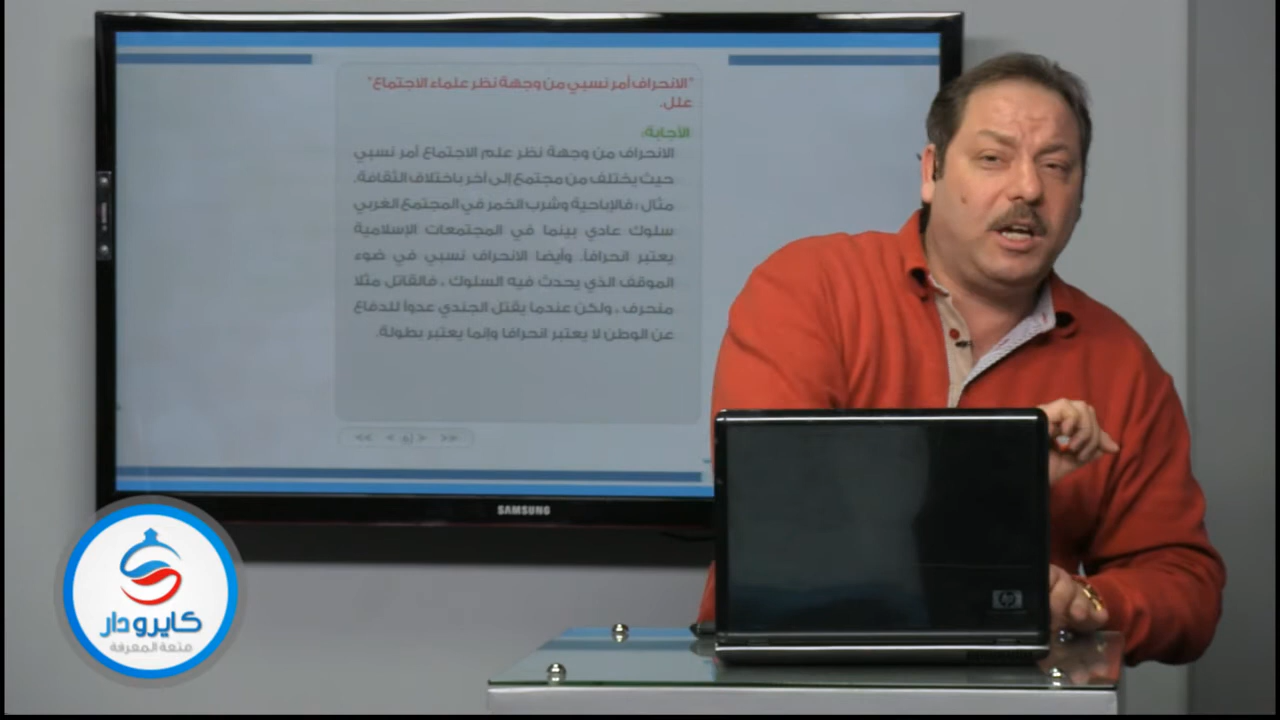 "الانحراف أمر نسبي من وجهة نظر علماء الاجتماع"
علل.
الأجابة:
الانحراف من وجهة نظر علم الاجتماع أمر نسبي
حيث يختلف من مجتمع إلى آخر باختلاف الثقافة.
مثال : فالإباحية وشرب الخمر في المجتمع الغربي
سلوك عادي بينما في المجتمعات الإسلامية
يعتبر انحرافاً. وأيضا الانحراف نسبي في ضوء
الموقف الذي يحدث فيه السلوك ، فالقاتل مثلا
منحرف ، ولكن عندما يقتل الجندي عدوا للدفاع
عن الوطن لا يعتبر انحرافا وإنما يعتبر بطولة.
SAMSUNG
hp
كايرو دار
متعة المعرفة